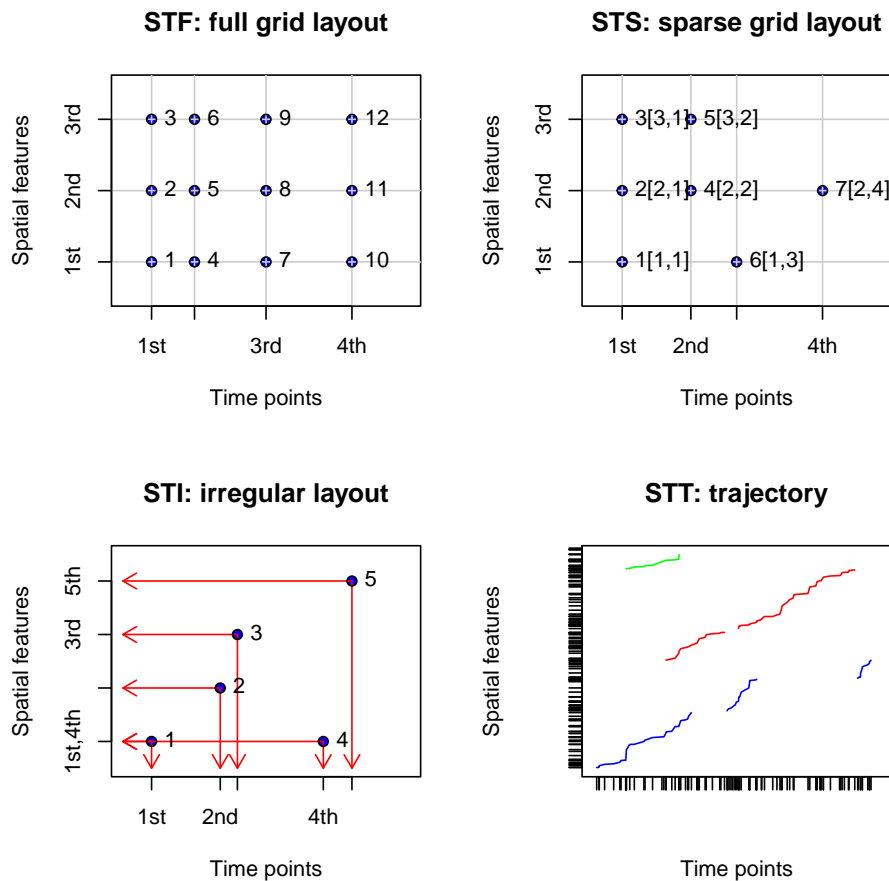 STF: full grid layout
Spatial features
3rd
2nd
1st
3 6 9 12
2 5 8 11
1 4 7 10
1st 3rd 4th
Time points
STS: sparse grid layout
Spatial features
3rd
2nd
1st
3[3,1] 5[3,2]
2[2,1] 4[2,2] 7[2,4]
1[1,1] 6[1,3]
1st 2nd 4th
Time points
STI: irregular layout
Spatial features
5th
3rd
1st,4th
5
3
2
1 4
1st 2nd 4th
Time points
STT: trajectory
Spatial features
Time points